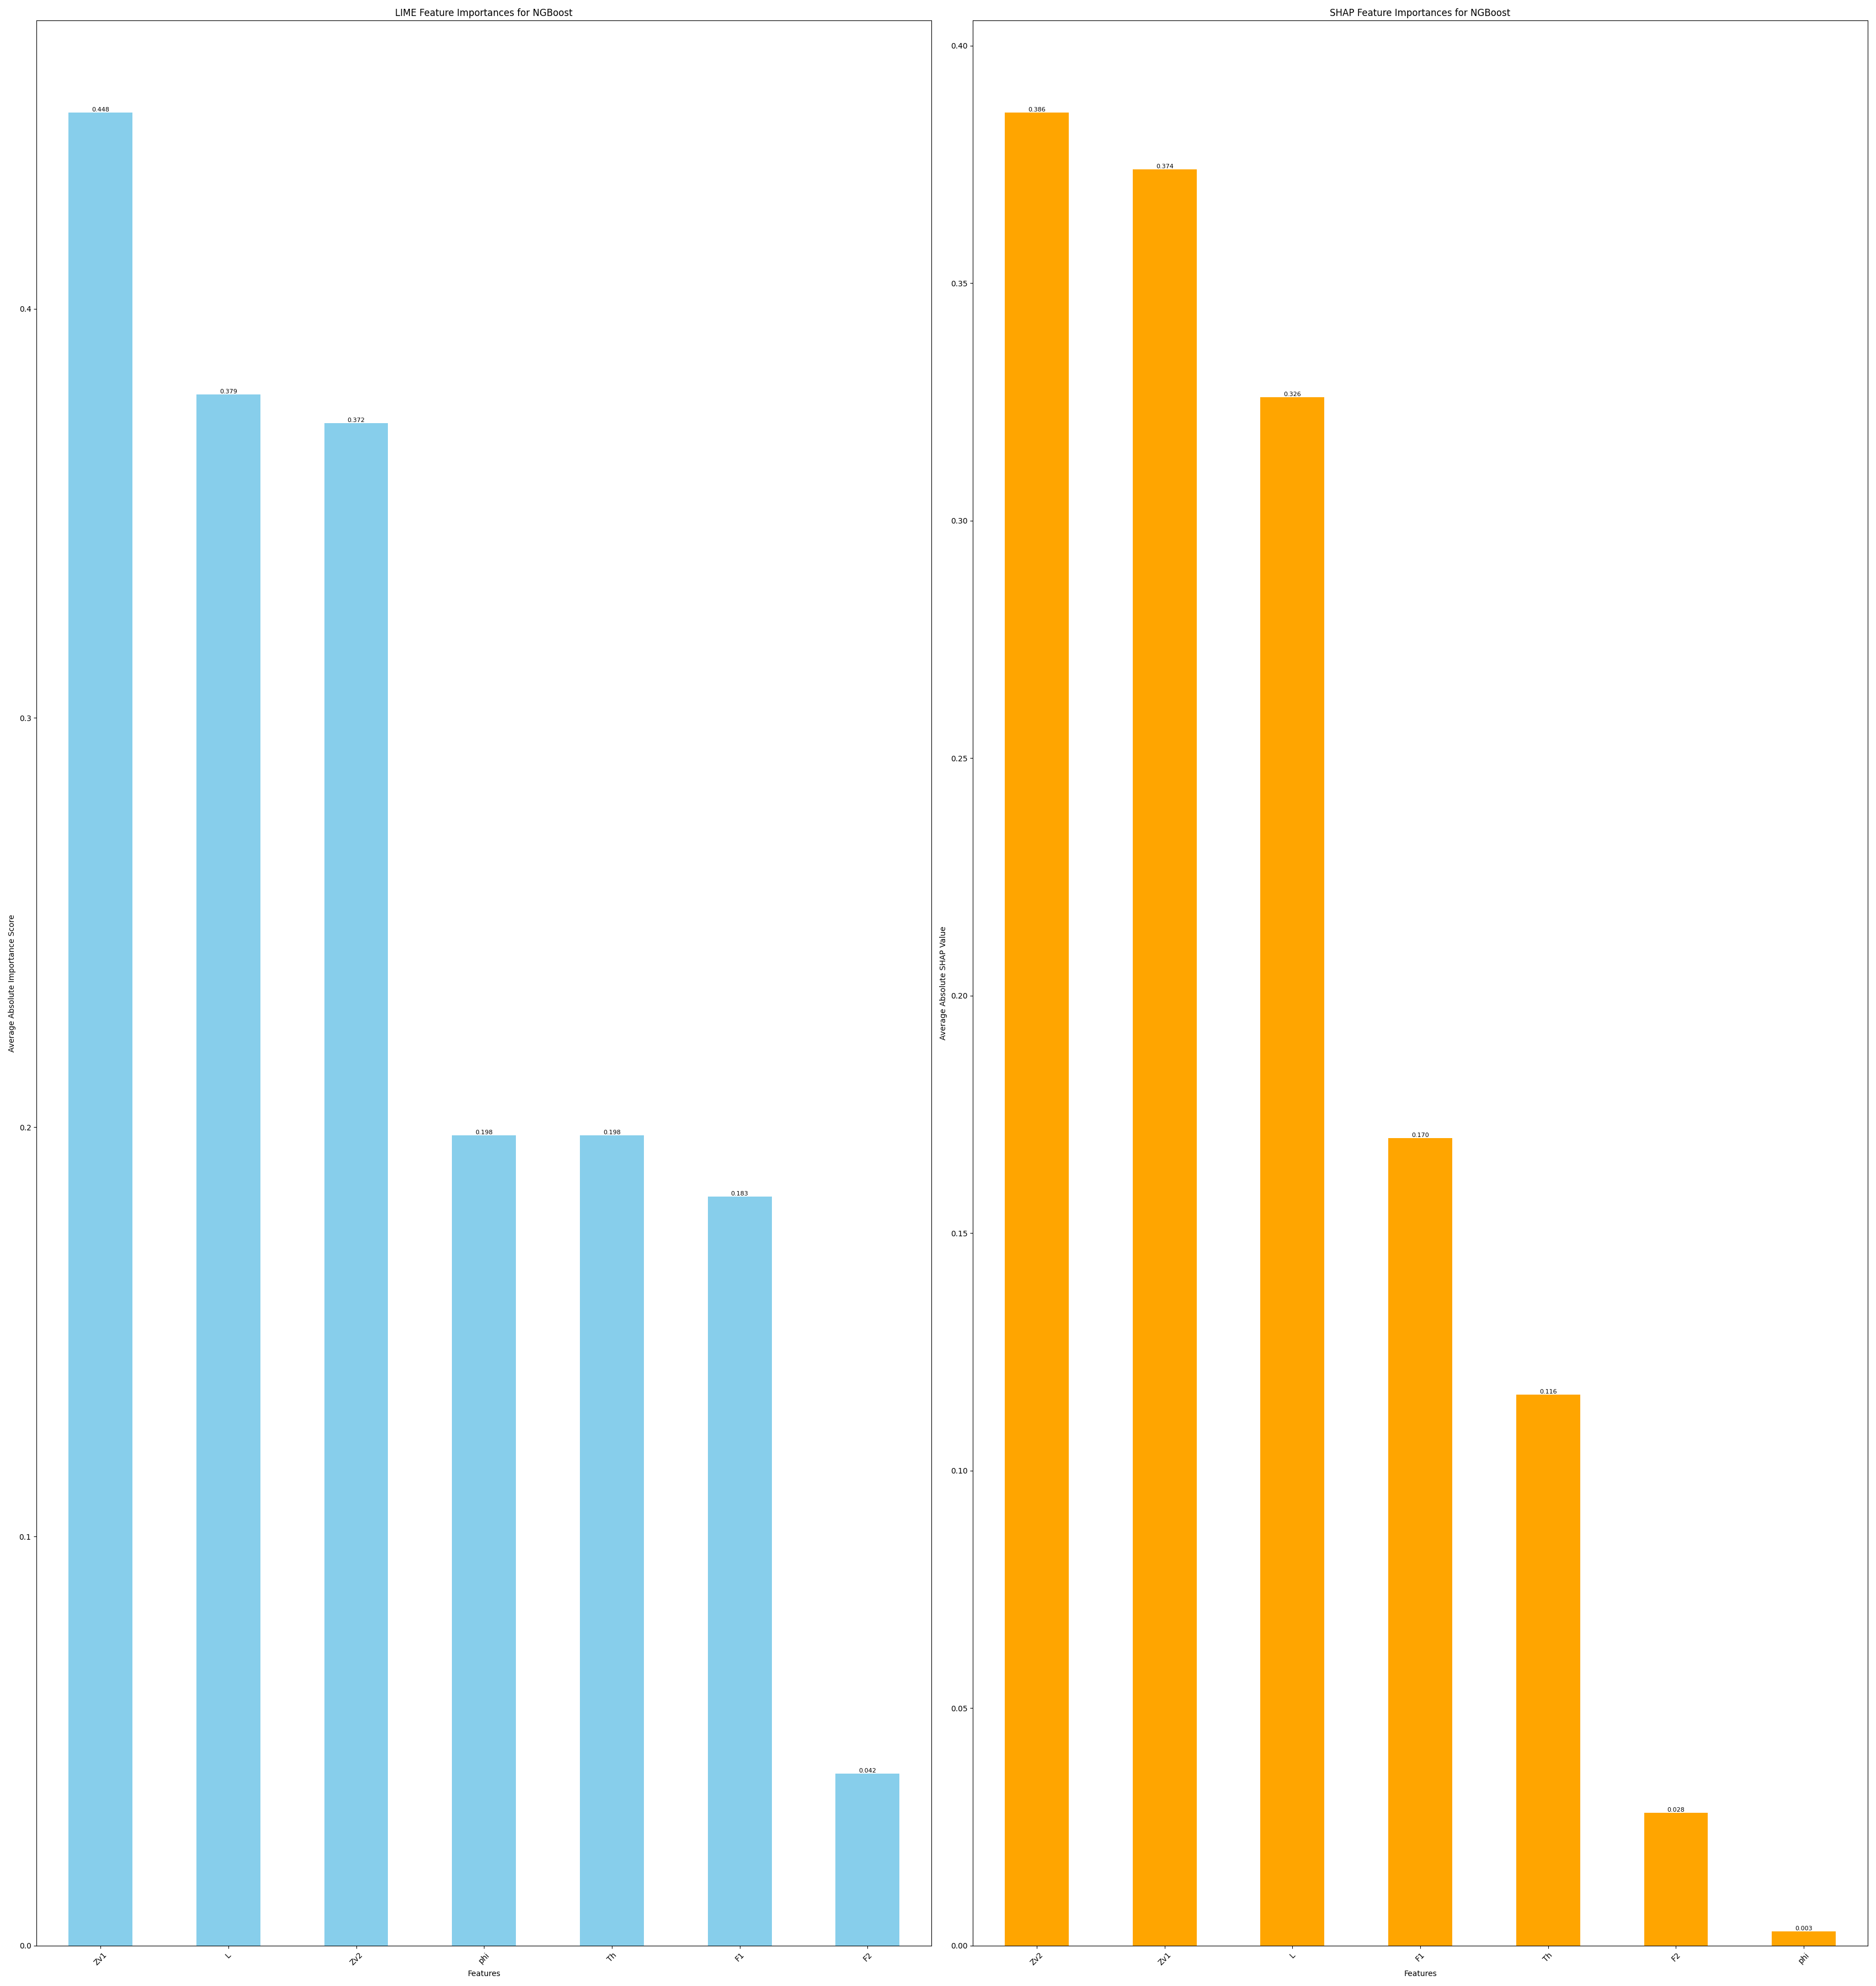 LIME Feature Importances for NGBoost
Average Absolute Importance Score
0.4
0.3
0.2
0.1
0.0
0.448
0.379
0.372
0.198
0.198
0.183
0.042
Zv1
L
Zv2
phi
Th
F1
F2
Features
SHAP Feature Importances for NGBoost
Average Absolute SHAP Value
0.40
0.35
0.30
0.25
0.20
0.15
0.10
0.05
0.00
0.386
0.374
0.326
0.170
0.116
0.028
0.003
Zv2
Zv1
L
F1
Th
F2
phi
Features